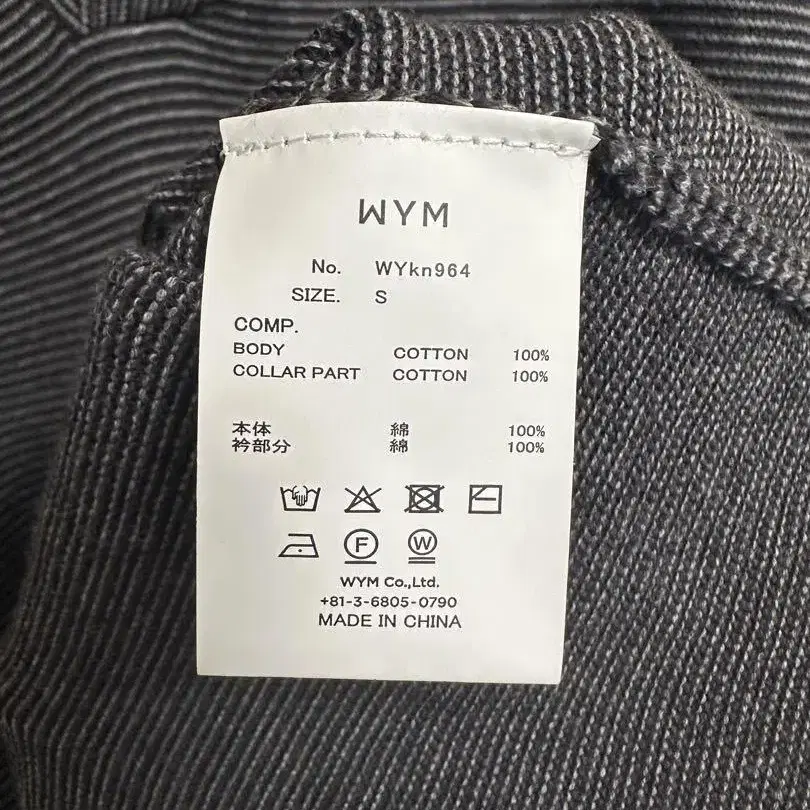 WYM
No. WYkn964
SIZE. S
COMP.
BODY COTTON 100%
COLLAR PART COTTON 100%
本体 綿 100%
衿部分 綿 100%
F W
WYM Co.,Ltd.
+81-3-6805-0790
MADE IN CHINA